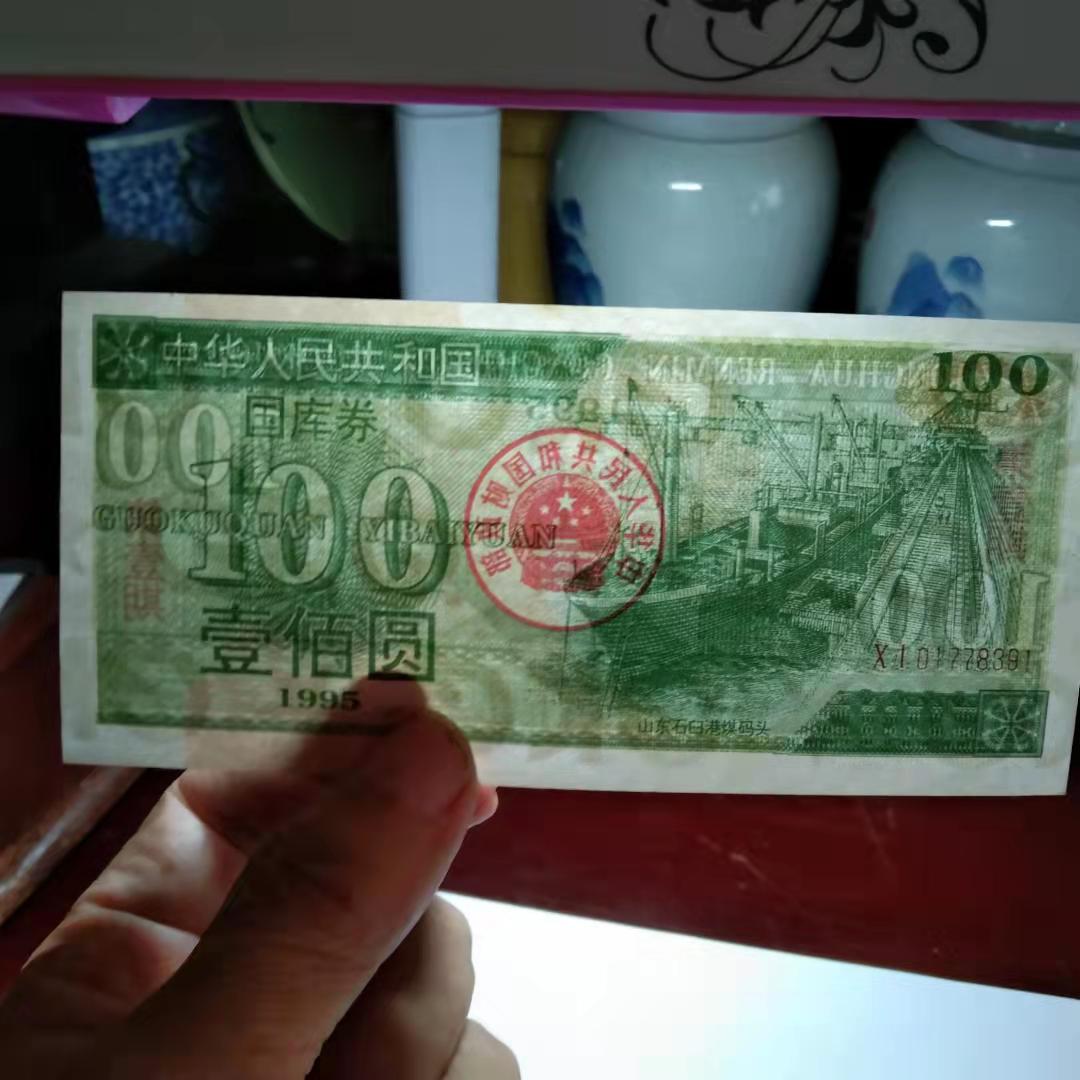 中华人民共和国
100
国库券
100
GUOKUQUAN YIBAIYUAN
壹佰圆
1995
XI 01778391
山东石臼港煤码头